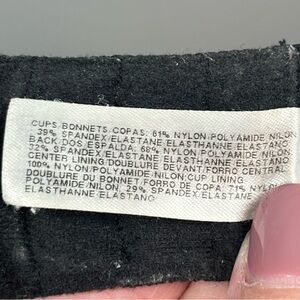 CUPS/BONNETS/COPAS: 61% NYLON/POLYAMIDE/NILON
39% SPANDEX/ELASTANE/ELASTHANNE/ELASTANO
BACK/DOS/ESPALDA: 68% NYLON/POLYAMIDE/NILON
32% SPANDEX/ELASTANE/ELASTHANNE/ELASTANO
CENTER LINING/DOUBLURE DEVANT/FORRO CENTRAL
100% NYLON/POLYAMIDE/NILON: CUP LINING
DOUBLURE DU BONNET/FORRO DE COPA: 71% NYLON
POLYAMIDE/NILON, 29% SPANDEX/ELASTANE
ELASTHANNE/ELASTANO